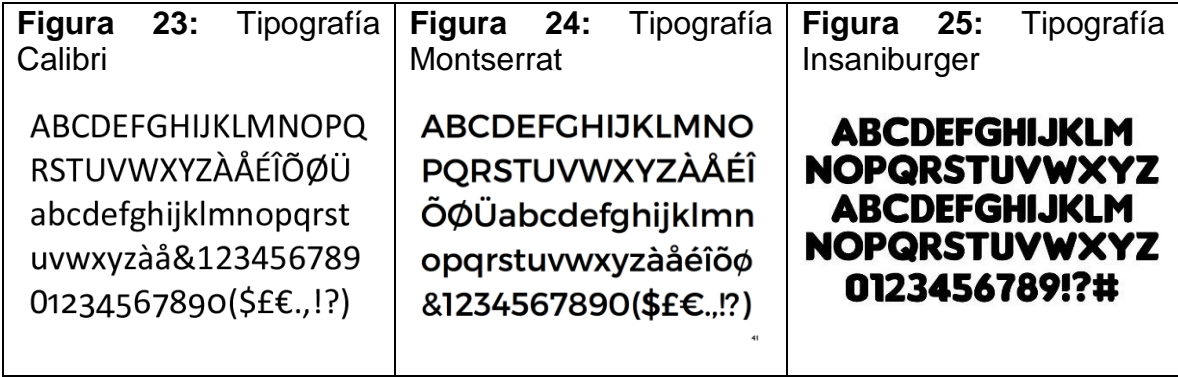 Figura 23: Tipografía
Calibri
ABCDEFGHIJKLMNOPQ
RSTUVWXYZÀÅÉÎÕØÜ
abcdefghijklmnopqrst
uvwxyzàå&123456789
01234567890($£€.,!?)
Figura 24: Tipografía
Montserrat
ABCDEFGHIJKLMNO
PQRSTUVWXYZÀÅÉÎ
ÕØÜabcdefghijklmn
opqrstuvwxyzàåéîõø
&1234567890($£€.,!?)
41
Figura 25: Tipografía
Insaniburger
ABCDEFGHIJKLM
NOPQRSTUVWXYZ
ABCDEFGHIJKLM
NOPQRSTUVWXYZ
0123456789!?#